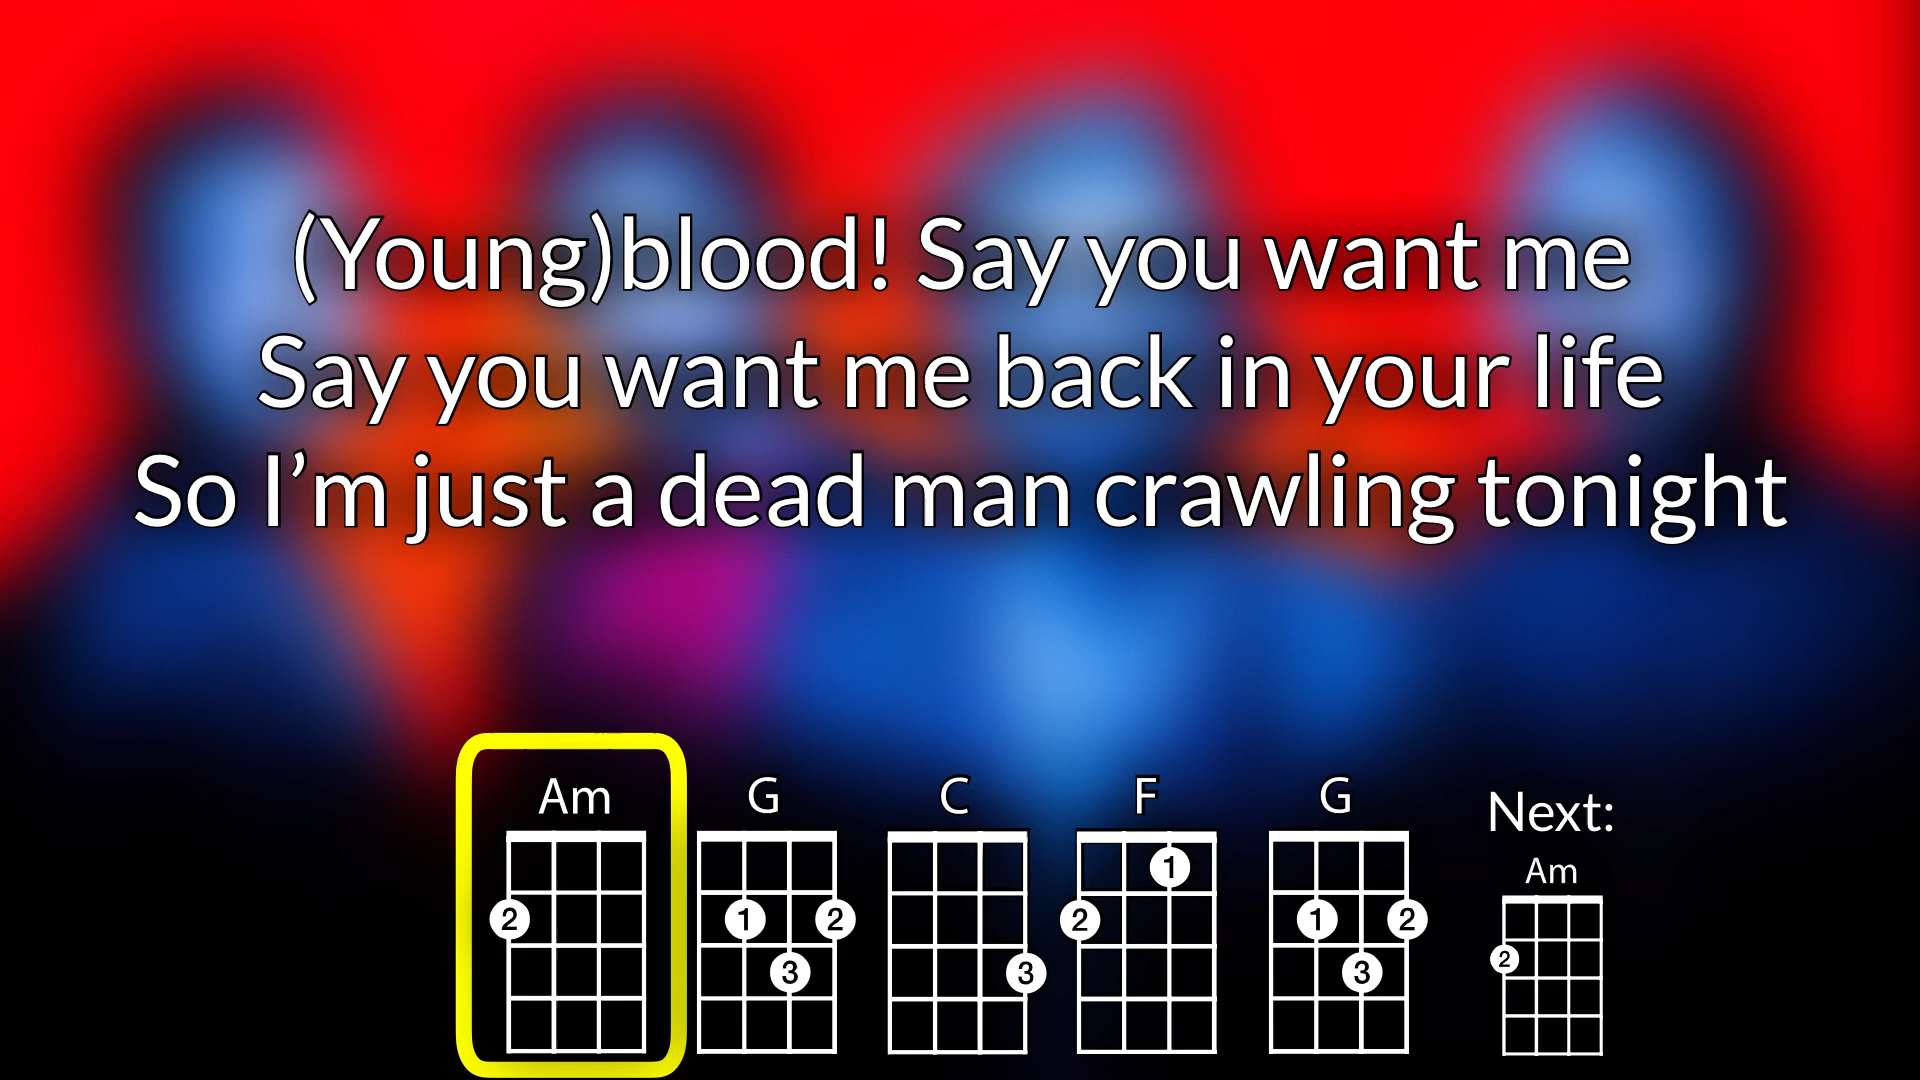 (Young)blood! Say you want me
Say you want me back in your life
So I’m just a dead man crawling tonight
Am G C F G Next:
Am
2 1 2 3 3 1 2 1 2 3 2